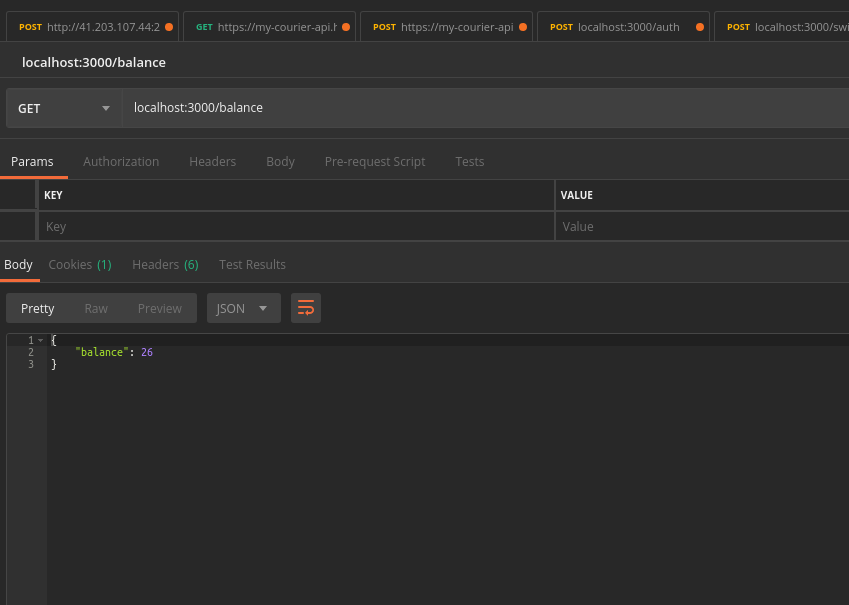 POST http://41.203.107.44:2 GET https://my-courier-api.h POST https://my-courier-api POST localhost:3000/auth POST localhost:3000/swi
localhost:3000/balance
GET localhost:3000/balance
Params Authorization Headers Body Pre-request Script Tests
KEY VALUE
Key Value
Body Cookies (1) Headers (6) Test Results
Pretty Raw Preview JSON
1 {
2 "balance": 26
3 }